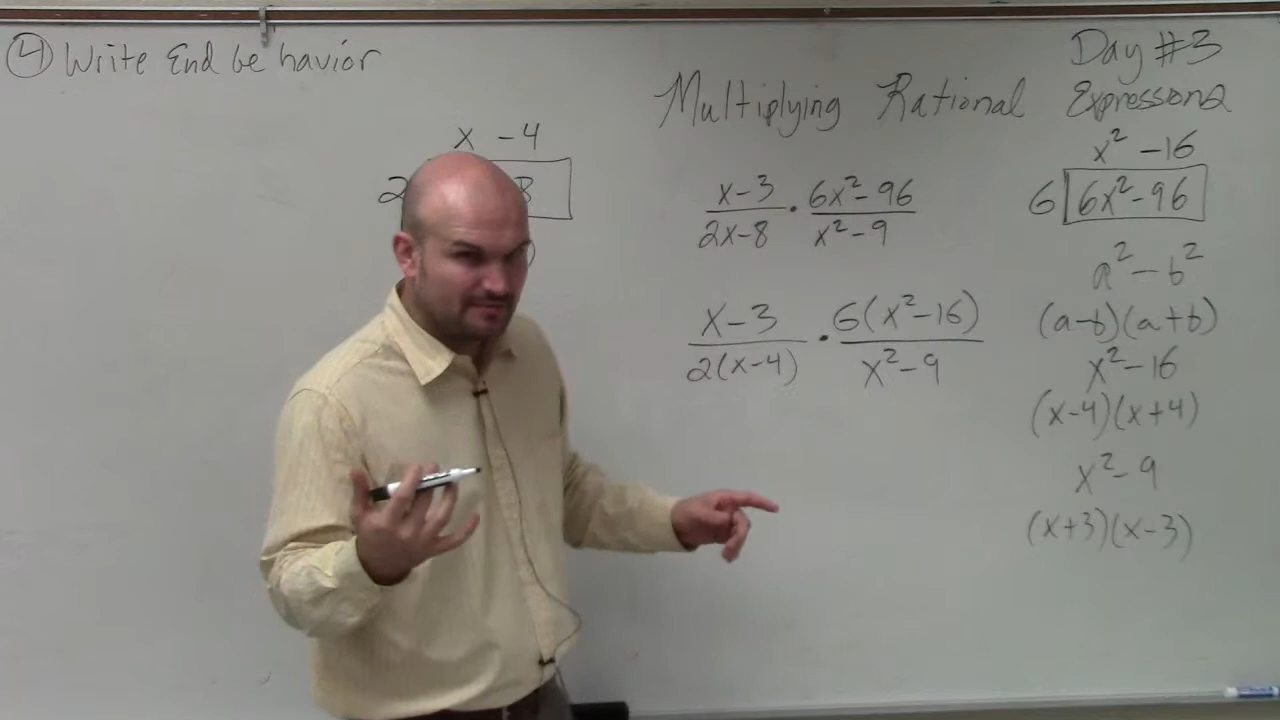 ④ Write End behavior
x - 4
2
8
)
Day #3
Multiplying Rational Expressions
x-3/2x-8 · 6x²-96/x²-9
x-3/2(x-4) · 6(x²-16)/x²-9
x² -16
6 6x²-96
a² - b²
(a-b)(a+b)
x²-16
(x-4)(x+4)
x²-9
(x+3)(x-3)